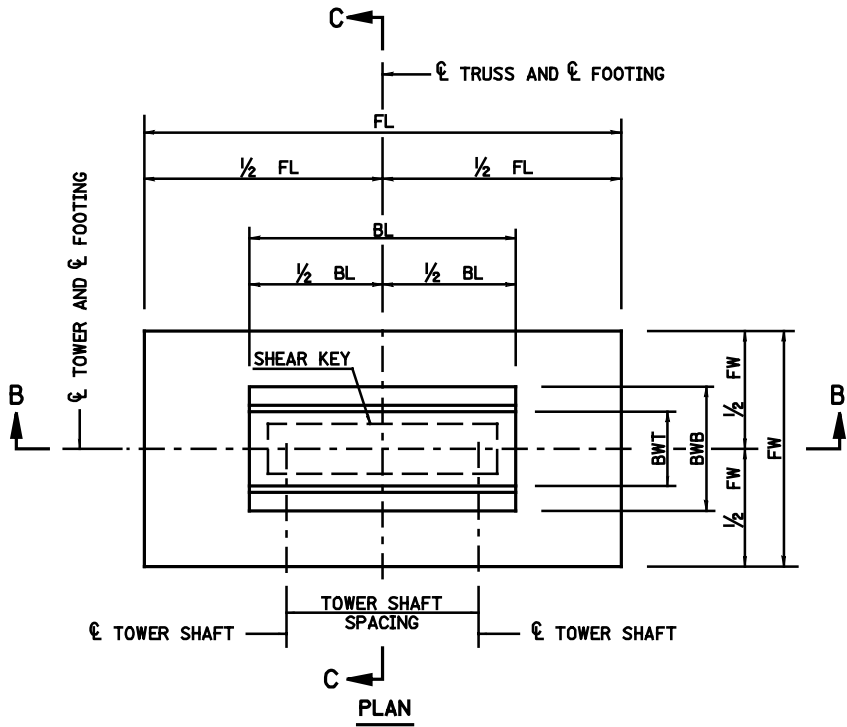 C
℄ TRUSS AND ℄ FOOTING
FL
½ FL
½ FL
℄ TOWER AND ℄ FOOTING
BL
½ BL
½ BL
SHEAR KEY
B
B
½ FW
FW
½ FW
BWT
BWB
TOWER SHAFT
SPACING
℄ TOWER SHAFT
℄ TOWER SHAFT
C
PLAN